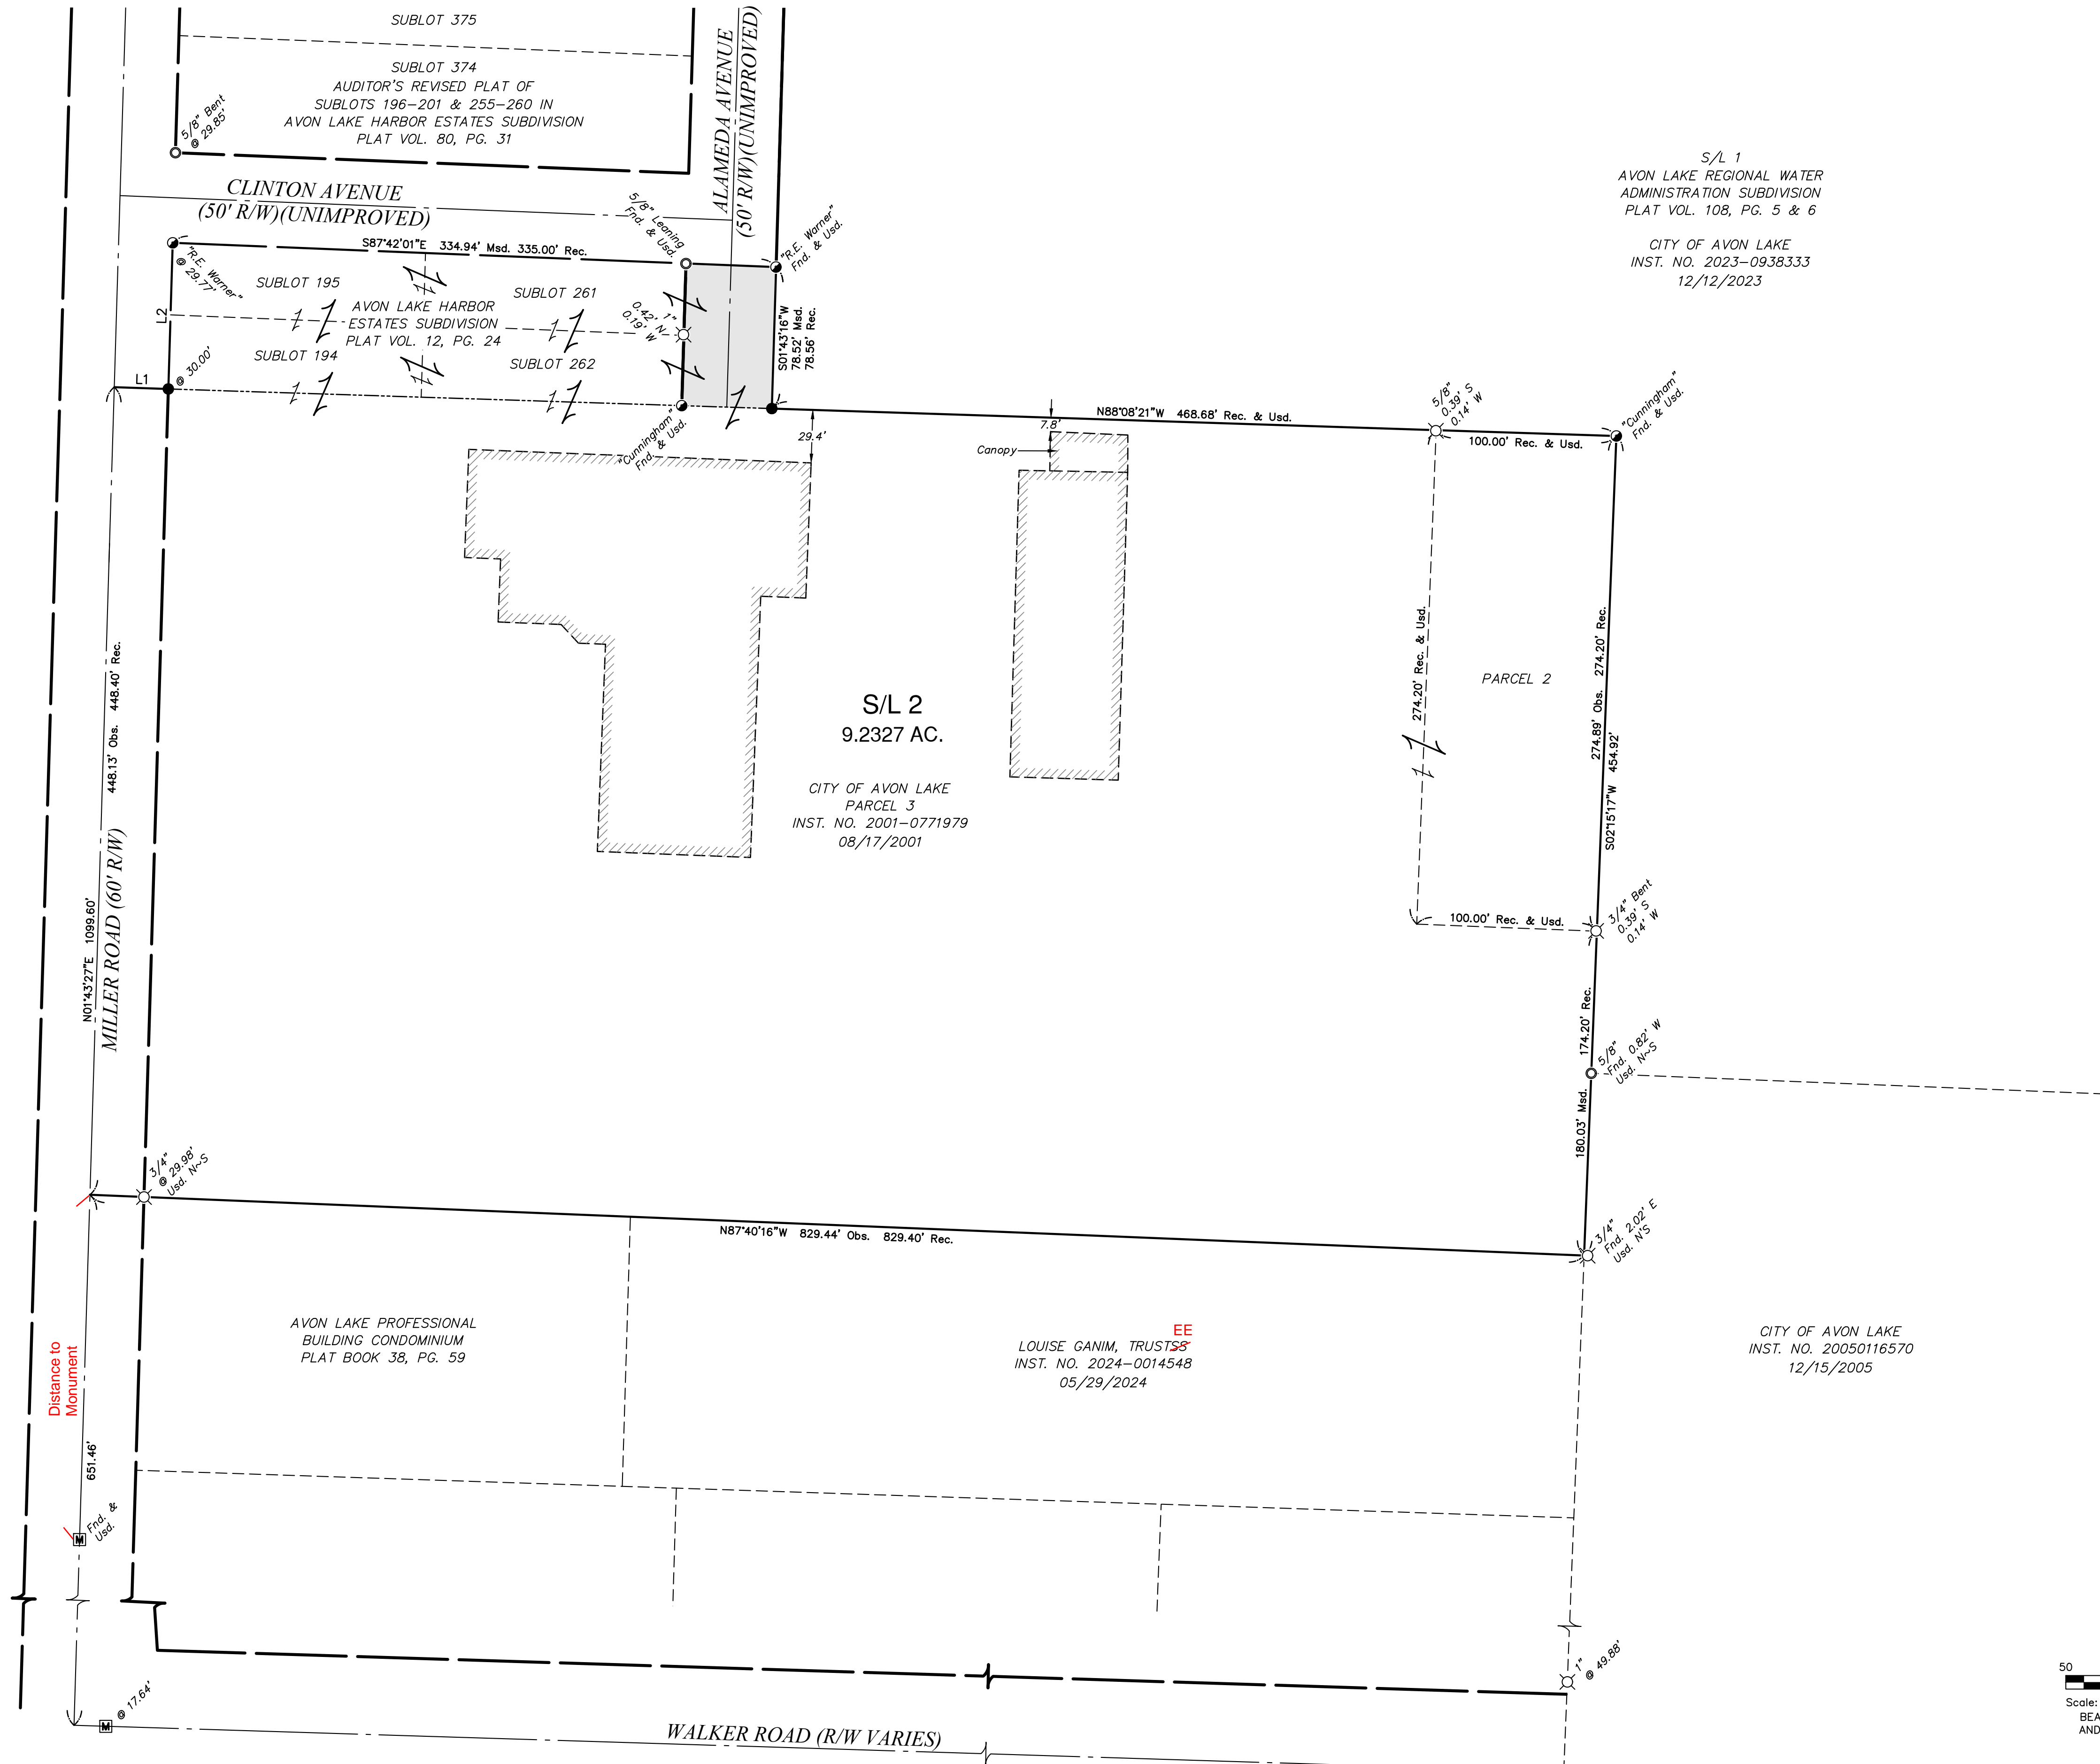 SUBLOT 375
SUBLOT 374
AUDITOR'S REVISED PLAT OF
SUBLOTS 196-201 & 255-260 IN
AVON LAKE HARBOR ESTATES SUBDIVISION
PLAT VOL. 80, PG. 31
5/8" Bent
@ 29.85'
ALAMEDA AVENUE
(50' R/W)(UNIMPROVED)
CLINTON AVENUE
(50' R/W)(UNIMPROVED)
S/L 1
AVON LAKE REGIONAL WATER
ADMINISTRATION SUBDIVISION
PLAT VOL. 108, PG. 5 & 6
CITY OF AVON LAKE
INST. NO. 2023-0938333
12/12/2023
5/8" Leaning
Fnd. & Usd.
"R.E. Warner"
Fnd. & Usd.
S87°42'01"E 334.94' Msd. 335.00' Rec.
"R.E. Warner"
@ 29.77'
SUBLOT 195
SUBLOT 261
AVON LAKE HARBOR
ESTATES SUBDIVISION
PLAT VOL. 12, PG. 24
SUBLOT 194
SUBLOT 262
1"
0.42' N
0.19' W
S01°43'16"W
78.52' Msd.
78.56' Rec.
L2
L1
@ 30.00'
"Cunningham"
Fnd. & Usd.
N88°08'21"W 468.68' Rec. & Usd.
5/8"
0.39' S
0.14' W
100.00' Rec. & Usd.
"Cunningham"
Fnd. & Usd.
29.4'
7.8'
Canopy
448.13' Obs. 448.40' Rec.
274.20' Rec. & Usd.
PARCEL 2
274.89' Obs. 274.20' Rec.
S02°15'17"W 454.92'
S/L 2
9.2327 AC.
CITY OF AVON LAKE
PARCEL 3
INST. NO. 2001-0771979
08/17/2001
N01°43'27"E 1099.60'
MILLER ROAD (60' R/W)
100.00' Rec. & Usd.
3/4" Bent
0.39' S
0.14' W
174.20' Rec.
180.03' Msd.
5/8"
Fnd. 0.82' W
Usd. N~S
3/4"
@ 29.98'
Usd. N~S
N87°40'16"W 829.44' Obs. 829.40' Rec.
3/4"
Fnd. 2.02' E
Usd. N'S
AVON LAKE PROFESSIONAL
BUILDING CONDOMINIUM
PLAT BOOK 38, PG. 59
EE
LOUISE GANIM, TRUSTSS
INST. NO. 2024-0014548
05/29/2024
CITY OF AVON LAKE
INST. NO. 20050116570
12/15/2005
Distance to
Monument
651.46'
M
Fnd. &
Usd.
M
@ 17.64'
WALKER ROAD (R/W VARIES)
1"
@ 49.88'
50
Scale:
BEA
AND